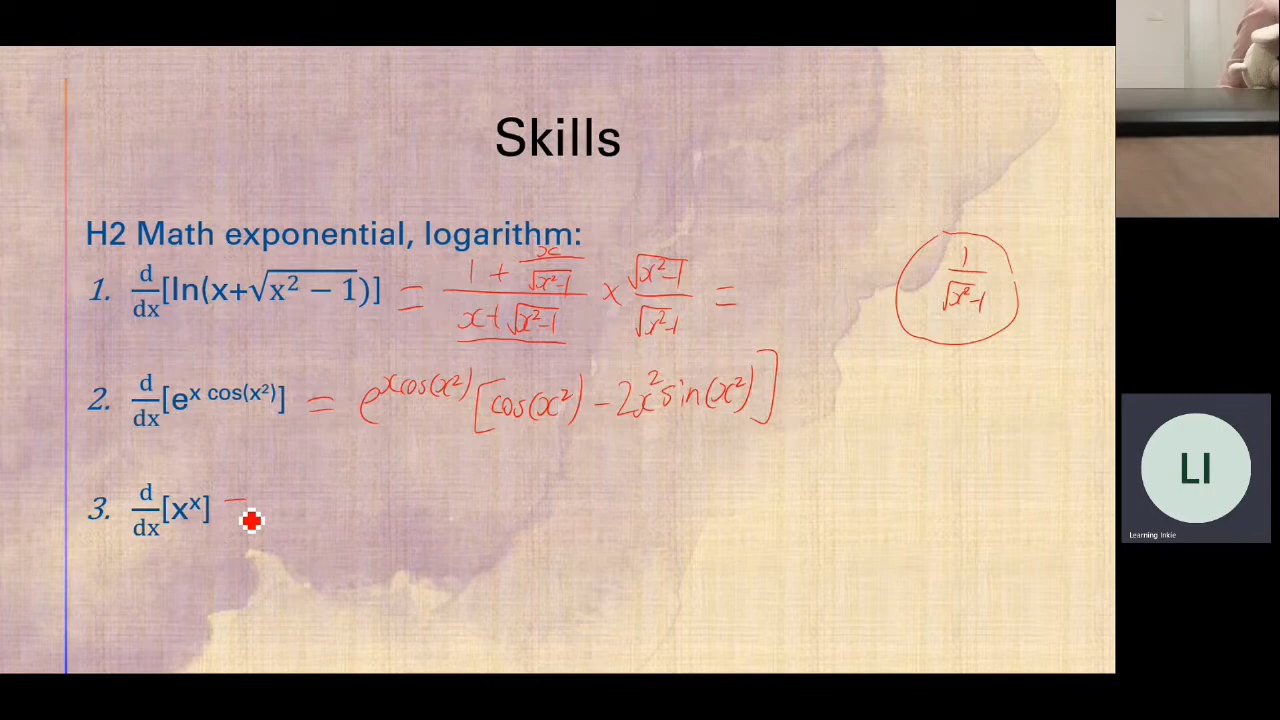 Skills
H2 Math exponential, logarithm:
1. d/dx [ln(x+√(x² − 1))] = (1 + x/√(x²−1))/(x+√(x²−1)) × √(x²−1)/√(x²−1) = 1/√(x²−1)
2. d/dx [e^(x cos(x²))] = e^(x cos(x²)) [cos(x²) − 2x² sin(x²)]
3. d/dx [xˣ]
LI
Learning Inkie